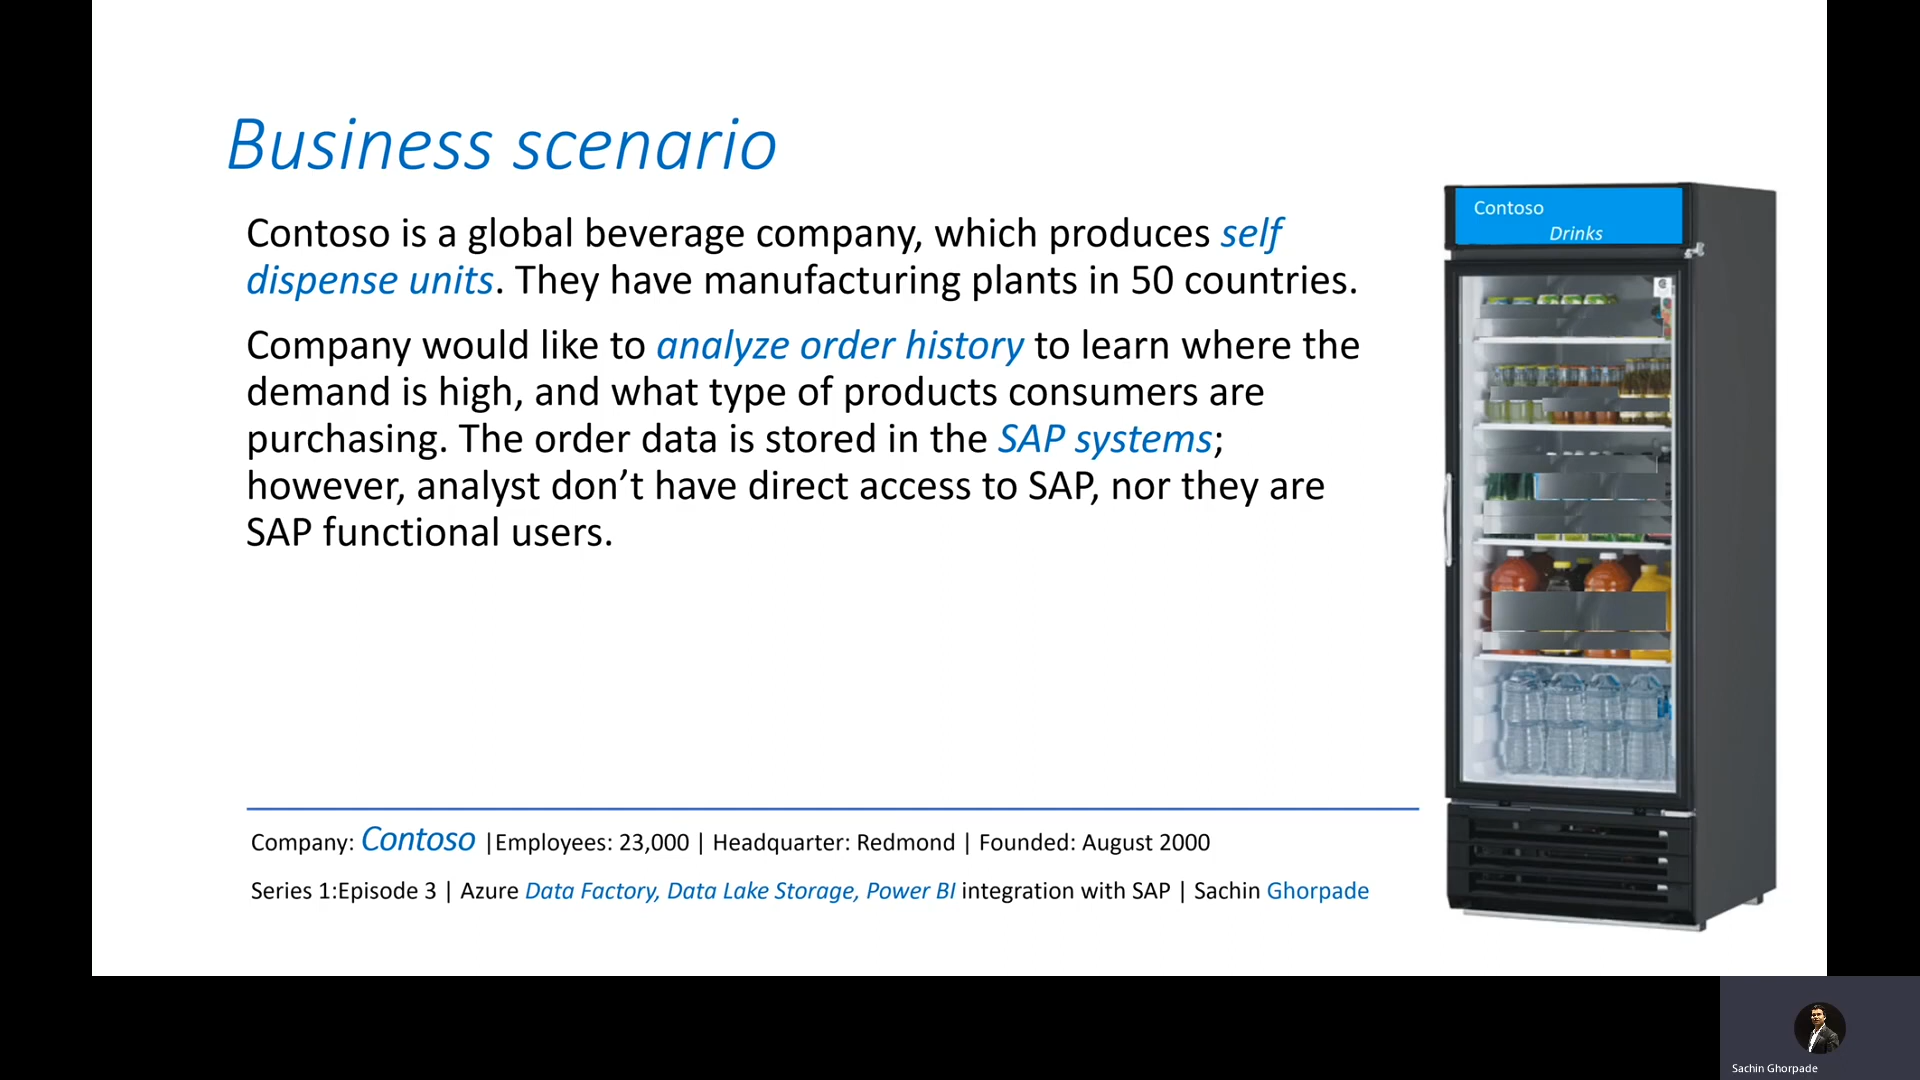 Business scenario
Contoso is a global beverage company, which produces self
dispense units. They have manufacturing plants in 50 countries.
Company would like to analyze order history to learn where the
demand is high, and what type of products consumers are
purchasing. The order data is stored in the SAP systems;
however, analyst don’t have direct access to SAP, nor they are
SAP functional users.
Contoso
Drinks
Company: Contoso |Employees: 23,000 | Headquarter: Redmond | Founded: August 2000
Series 1:Episode 3 | Azure Data Factory, Data Lake Storage, Power BI integration with SAP | Sachin Ghorpade
Sachin Ghorpade